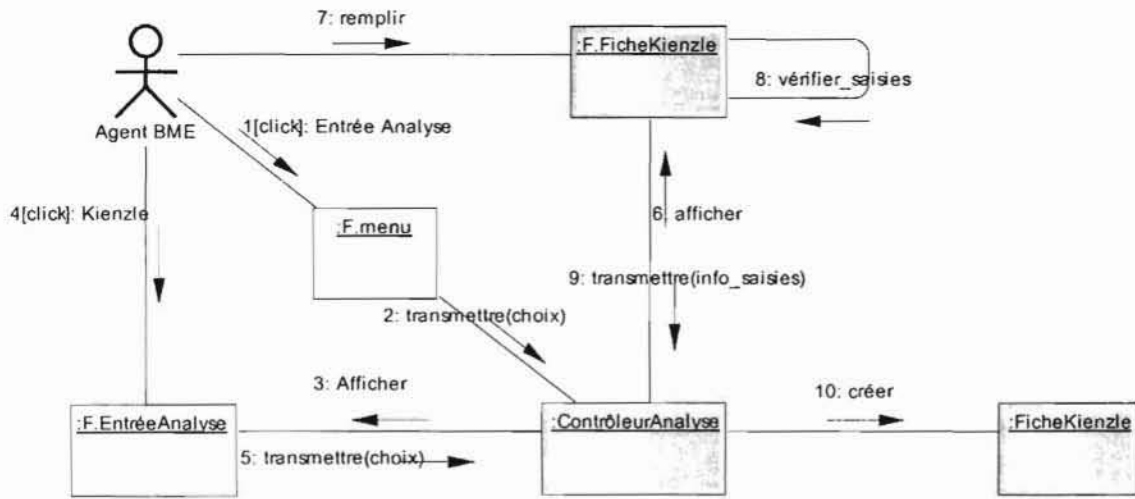 7: remplir
:F.FicheKienzle
8: vérifier_saisies
Agent BME
1[click]: Entrée Analyse
4[click]: Kienzle
:F.menu
6: afficher
9: transmettre(info_saisies)
2: transmettre(choix)
3: Afficher
10: créer
:F.EntréeAnalyse
:ContrôleurAnalyse
:FicheKienzle
5: transmettre(choix)